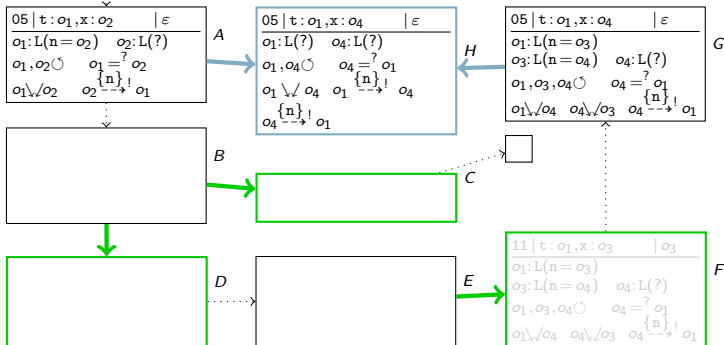 05 | t : o₁ , x : o₂ | ε
o₁ : L(n = o₂) o₂ : L(?)
o₁ , o₂ ↺ o₁ =? o₂
o₁ \↙/ o₂ o₂ {n} ⇢! o₁
A
05 | t : o₁ , x : o₄ | ε
o₁ : L(?) o₄ : L(?)
o₁ , o₄ ↺ o₄ =? o₁
o₁ \↙/ o₄ o₁ {n} ⇢! o₄
o₄ {n} ⇢! o₁
H
05 | t : o₁ , x : o₄ | ε
o₁ : L(n = o₃)
o₃ : L(n = o₄) o₄ : L(?)
o₁ , o₃ , o₄ ↺ o₄ =? o₁
o₁ \↙/ o₄ o₄ \↙/ o₃ o₄ {n} ⇢! o₁
G
B
C
D
E
11 | t : o₁ , x : o₃ | o₃
o₁ : L(n = o₃)
o₃ : L(n = o₄) o₄ : L(?)
o₁ , o₃ , o₄ ↺ o₄ =? o₁
o₁ \↙/ o₄ o₄ \↙/ o₃ o₄ {n} ⇢! o₁
F